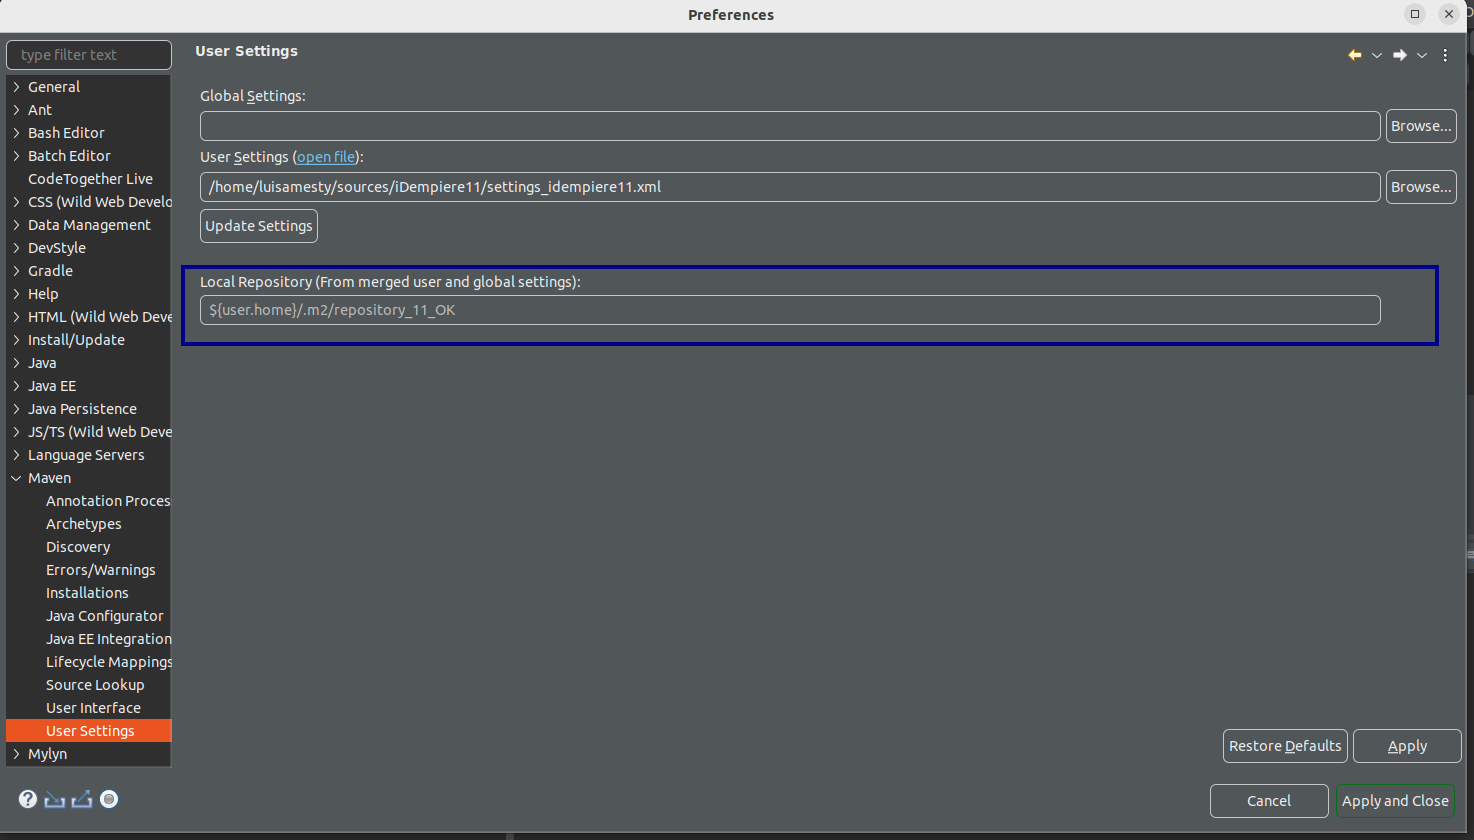 Preferences
type filter text
User Settings
General
Ant
Bash Editor
Batch Editor
CodeTogether Live
CSS (Wild Web Develo
Data Management
DevStyle
Gradle
Help
HTML (Wild Web Deve
Install/Update
Java
Java EE
Java Persistence
JS/TS (Wild Web Deve
Language Servers
Maven
Annotation Proces
Archetypes
Discovery
Errors/Warnings
Installations
Java Configurator
Java EE Integration
Lifecycle Mappings
Source Lookup
User Interface
User Settings
Mylyn
Global Settings:
Browse...
User Settings (open file):
/home/luisamesty/sources/iDempiere11/settings_idempiere11.xml
Browse...
Update Settings
Local Repository (From merged user and global settings):
${user.home}/.m2/repository_11_OK
Restore Defaults
Apply
Cancel
Apply and Close